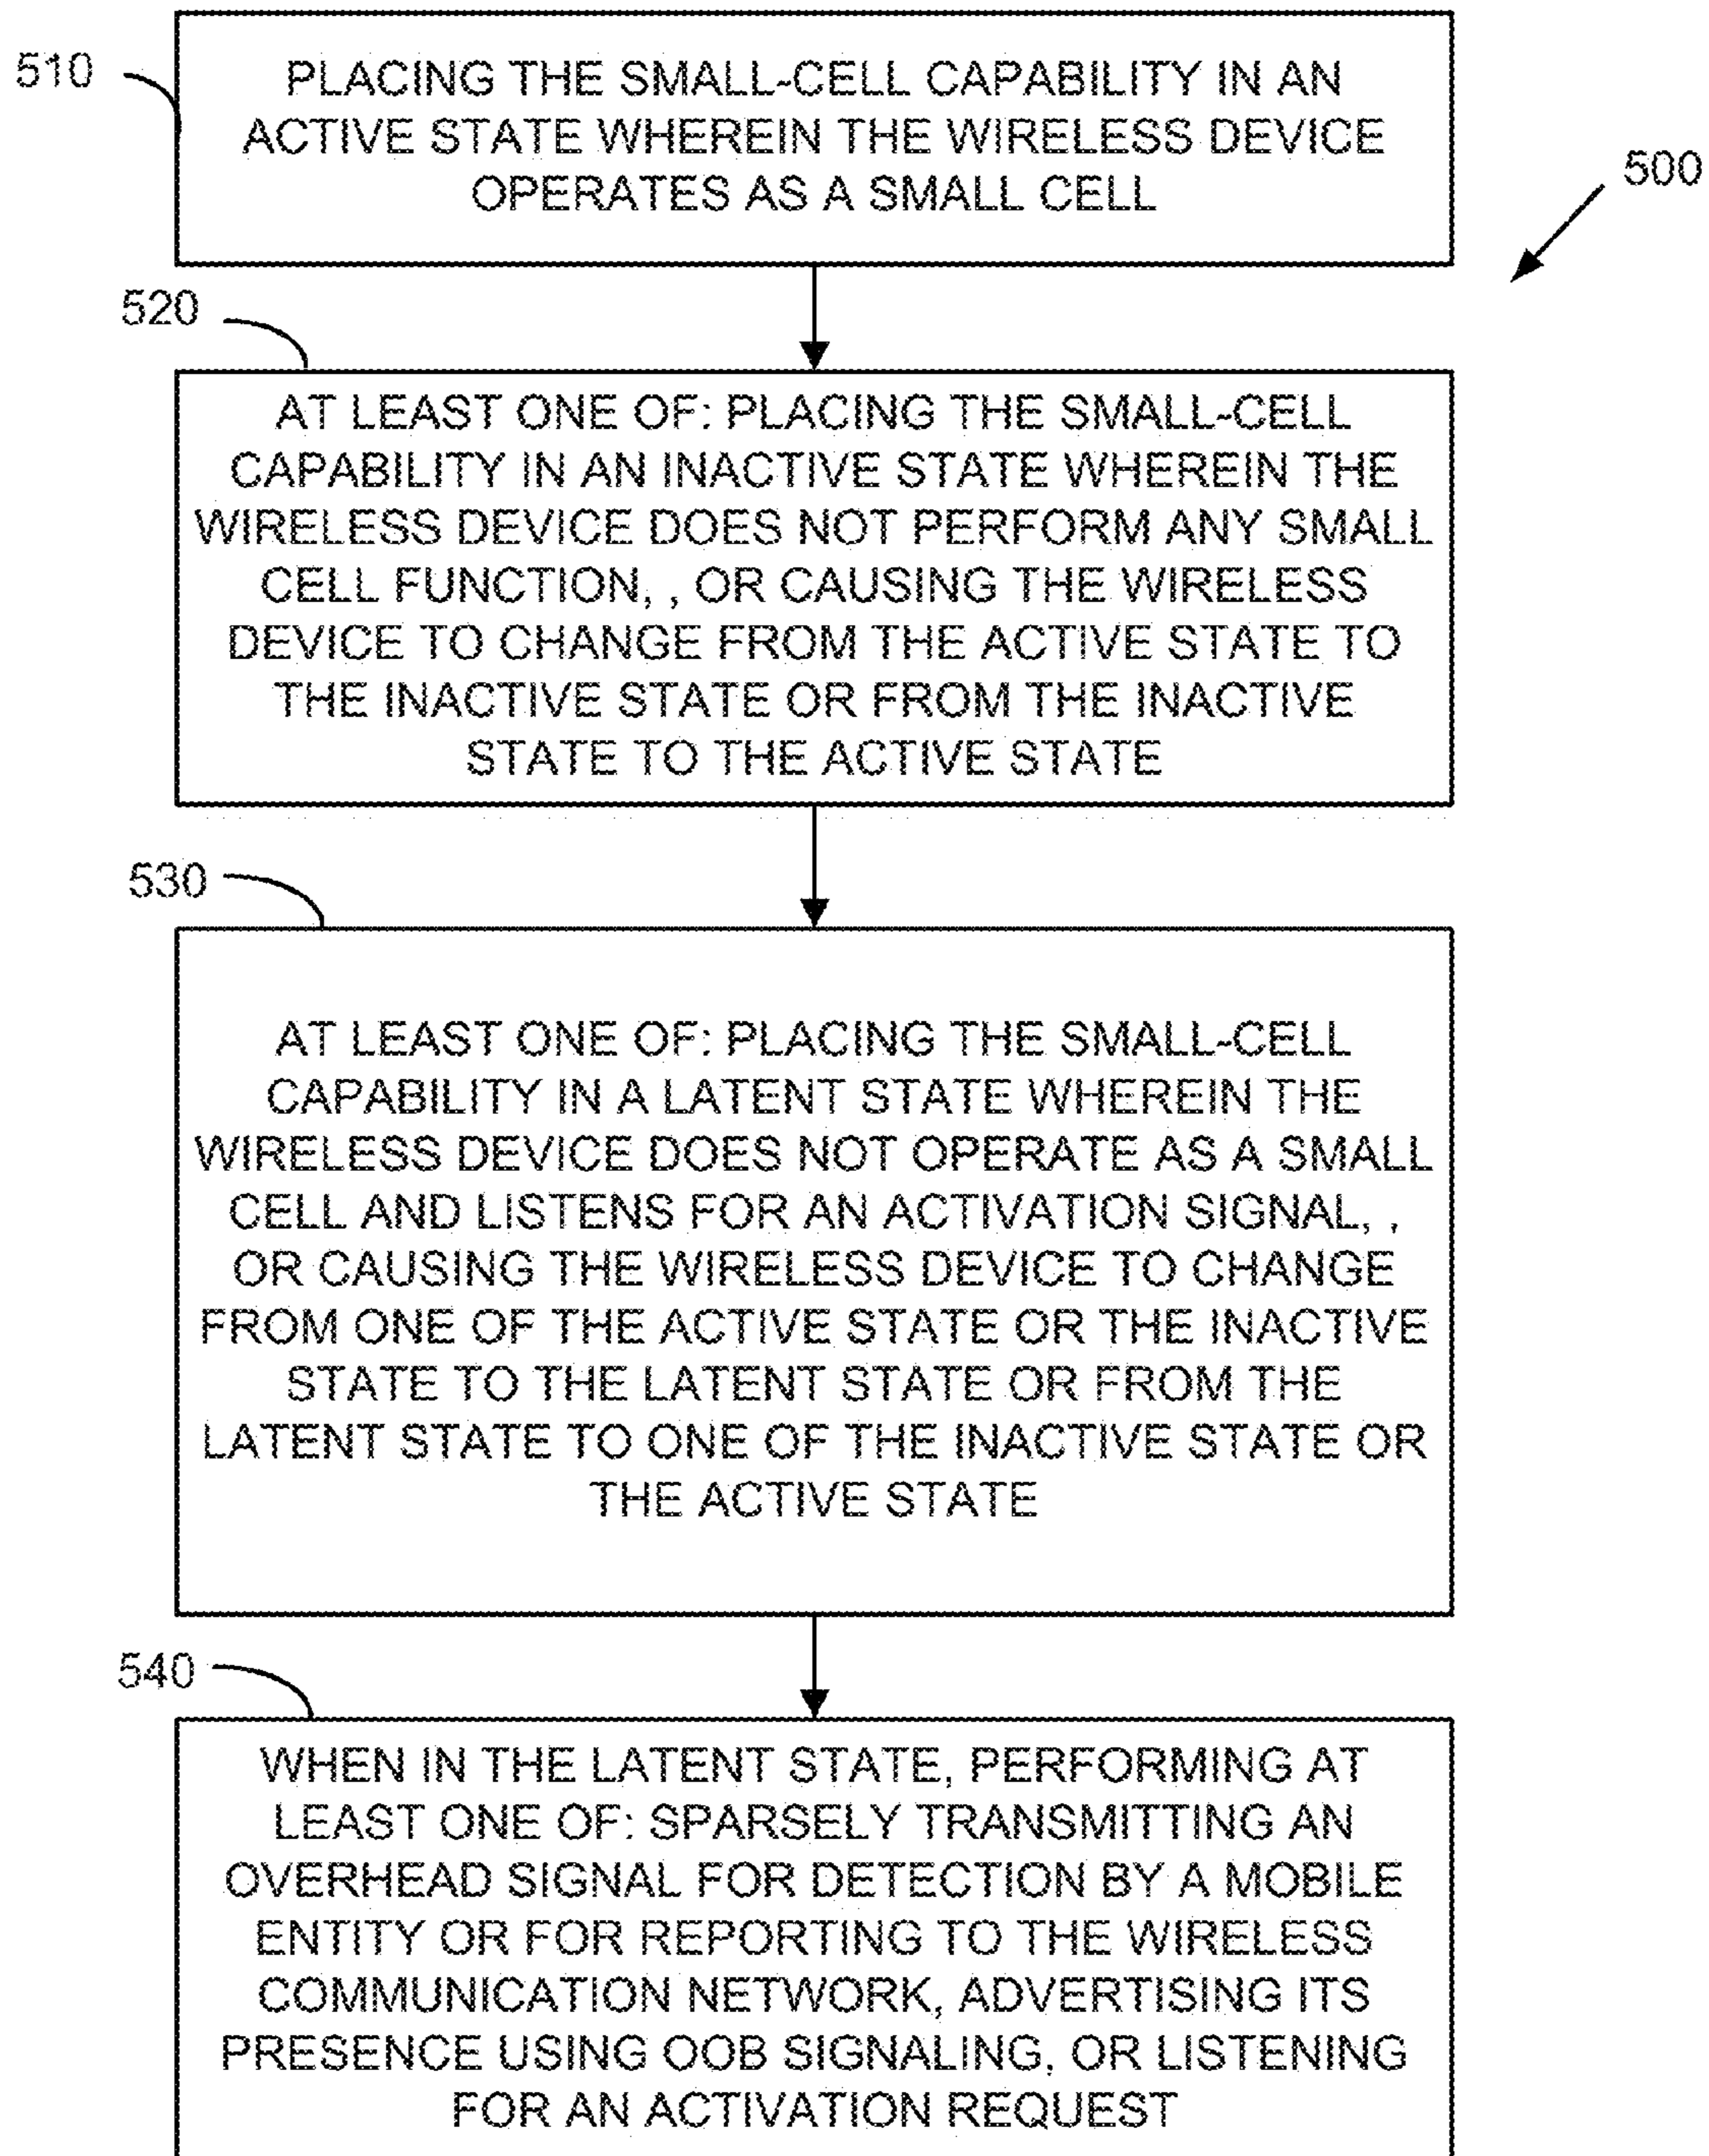 510
PLACING THE SMALL-CELL CAPABILITY IN AN
ACTIVE STATE WHEREIN THE WIRELESS DEVICE
OPERATES AS A SMALL CELL
500
520
AT LEAST ONE OF: PLACING THE SMALL-CELL
CAPABILITY IN AN INACTIVE STATE WHEREIN THE
WIRELESS DEVICE DOES NOT PERFORM ANY SMALL
CELL FUNCTION, , OR CAUSING THE WIRELESS
DEVICE TO CHANGE FROM THE ACTIVE STATE TO
THE INACTIVE STATE OR FROM THE INACTIVE
STATE TO THE ACTIVE STATE
530
AT LEAST ONE OF: PLACING THE SMALL-CELL
CAPABILITY IN A LATENT STATE WHEREIN THE
WIRELESS DEVICE DOES NOT OPERATE AS A SMALL
CELL AND LISTENS FOR AN ACTIVATION SIGNAL, ,
OR CAUSING THE WIRELESS DEVICE TO CHANGE
FROM ONE OF THE ACTIVE STATE OR THE INACTIVE
STATE TO THE LATENT STATE OR FROM THE
LATENT STATE TO ONE OF THE INACTIVE STATE OR
THE ACTIVE STATE
540
WHEN IN THE LATENT STATE, PERFORMING AT
LEAST ONE OF: SPARSELY TRANSMITTING AN
OVERHEAD SIGNAL FOR DETECTION BY A MOBILE
ENTITY OR FOR REPORTING TO THE WIRELESS
COMMUNICATION NETWORK, ADVERTISING ITS
PRESENCE USING OOB SIGNALING, OR LISTENING
FOR AN ACTIVATION REQUEST